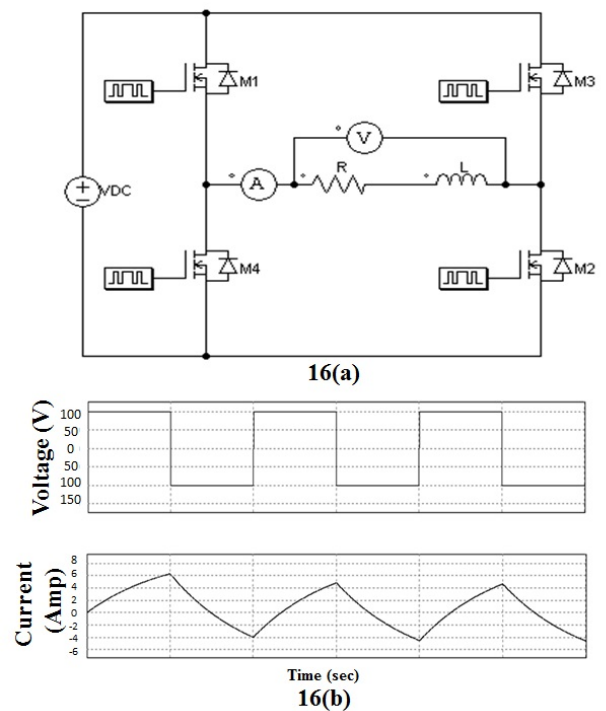 M1
M3
V
R
L
A
VDC
M4
M2
16(a)
Voltage (V)
100
50
0
50
100
150
Current
(Amp)
8
6
4
2
0
-2
-4
-6
Time (sec)
16(b)